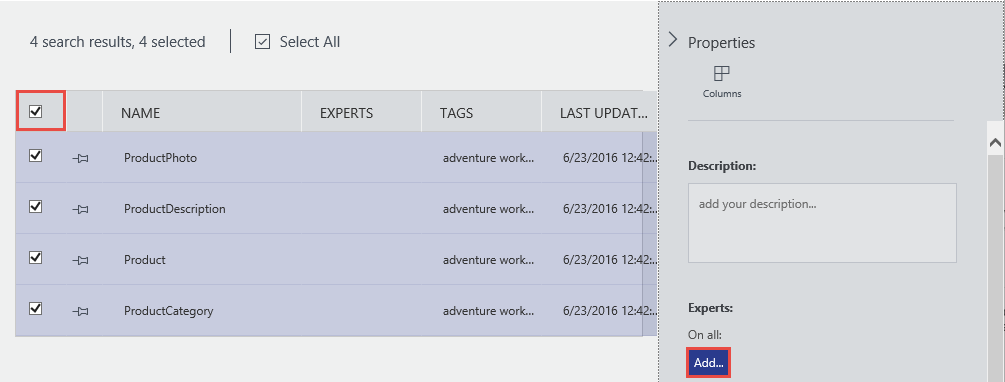 4 search results, 4 selected Select All
NAME EXPERTS TAGS LAST UPDAT...
ProductPhoto adventure work... 6/23/2016 12:42:...
ProductDescription adventure work... 6/23/2016 12:42:...
Product adventure work... 6/23/2016 12:42:...
ProductCategory adventure work... 6/23/2016 12:42:...
Properties
Columns
Description:
add your description...
Experts:
On all:
Add...